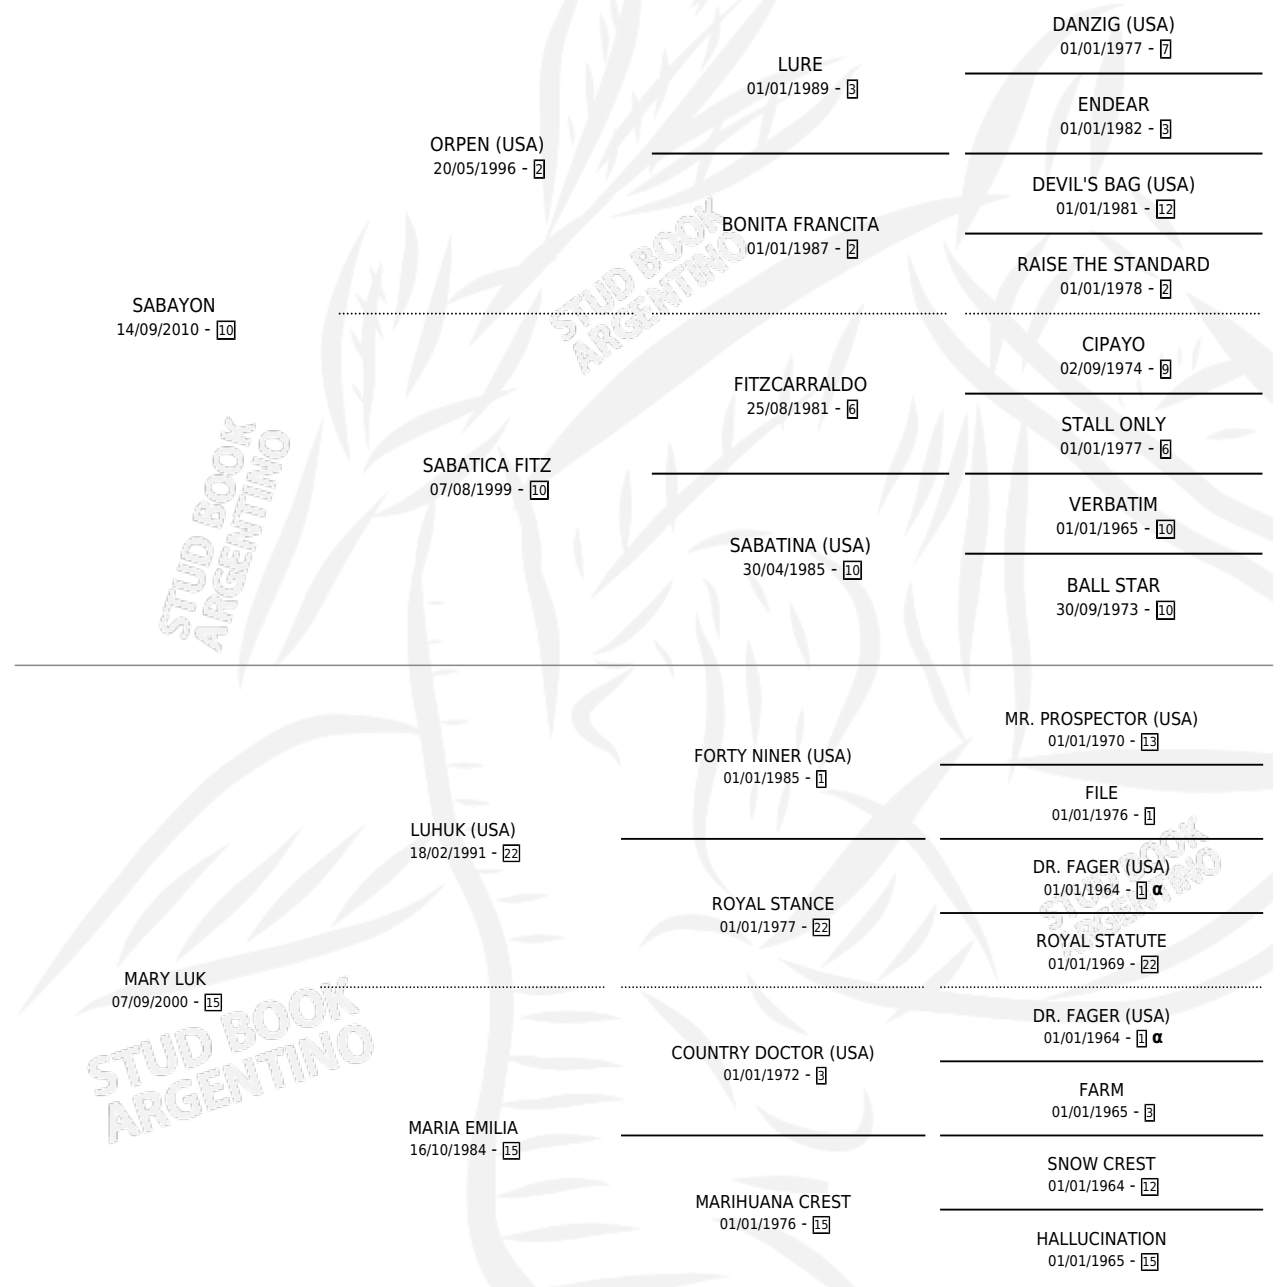 DANZIG (USA)
01/01/1977 - 7
LURE
01/01/1989 - 3
ENDEAR
01/01/1982 - 3
ORPEN (USA)
20/05/1996 - 2
DEVIL'S BAG (USA)
01/01/1981 - 12
BONITA FRANCITA
01/01/1987 - 2
RAISE THE STANDARD
01/01/1978 - 2
SABAYON
14/09/2010 - 10
CIPAYO
02/09/1974 - 9
FITZCARRALDO
25/08/1981 - 6
STALL ONLY
01/01/1977 - 6
SABATICA FITZ
07/08/1999 - 10
VERBATIM
01/01/1965 - 10
SABATINA (USA)
30/04/1985 - 10
BALL STAR
30/09/1973 - 10
MR. PROSPECTOR (USA)
01/01/1970 - 13
FORTY NINER (USA)
01/01/1985 - 1
FILE
01/01/1976 - 1
LUHUK (USA)
18/02/1991 - 22
DR. FAGER (USA)
01/01/1964 - 1 α
ROYAL STANCE
01/01/1977 - 22
ROYAL STATUTE
01/01/1969 - 22
MARY LUK
07/09/2000 - 15
DR. FAGER (USA)
01/01/1964 - 1 α
COUNTRY DOCTOR (USA)
01/01/1972 - 3
FARM
01/01/1965 - 3
MARIA EMILIA
16/10/1984 - 15
SNOW CREST
01/01/1964 - 12
MARIHUANA CREST
01/01/1976 - 15
HALLUCINATION
01/01/1965 - 15
STUD BOOK
ARGENTINO
STUD BOOK
ARGENTINO
STUD BOOK
ARGENTINO
STUD BOOK
ARGENTINO